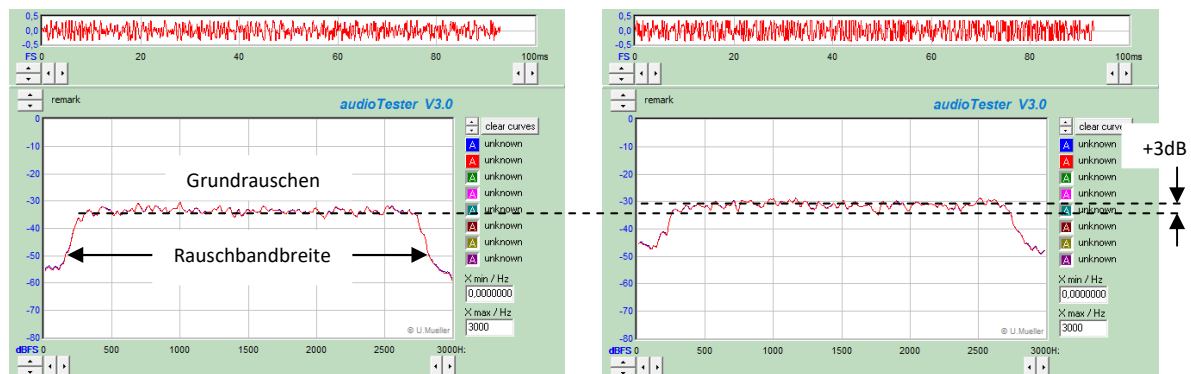 0,5
0,0
-0,5
FS 0 20 40 60 80 100ms
remark
audioTester V3.0
0
-10
-20
-30
-40
-50
-60
-70
-80
Grundrauschen
Rauschbandbreite
clear curves
A unknown
A unknown
A unknown
A unknown
A unknown
A unknown
A unknown
A unknown
X min / Hz
0,0000000
X max / Hz
3000
© U.Mueller
dBFS 0 500 1000 1500 2000 2500 3000H:
0,5
0,0
-0,5
FS 0 20 40 60 80 100ms
remark
audioTester V3.0
0
-10
-20
-30
-40
-50
-60
-70
-80
clear curve
A unknown
A unknown
A unknown
A unknown
A unknown
A unknown
A unknown
A unknown
X min / Hz
0,0000000
X max / Hz
3000
© U.Mueller
dBFS 0 500 1000 1500 2000 2500 3000H:
+3dB